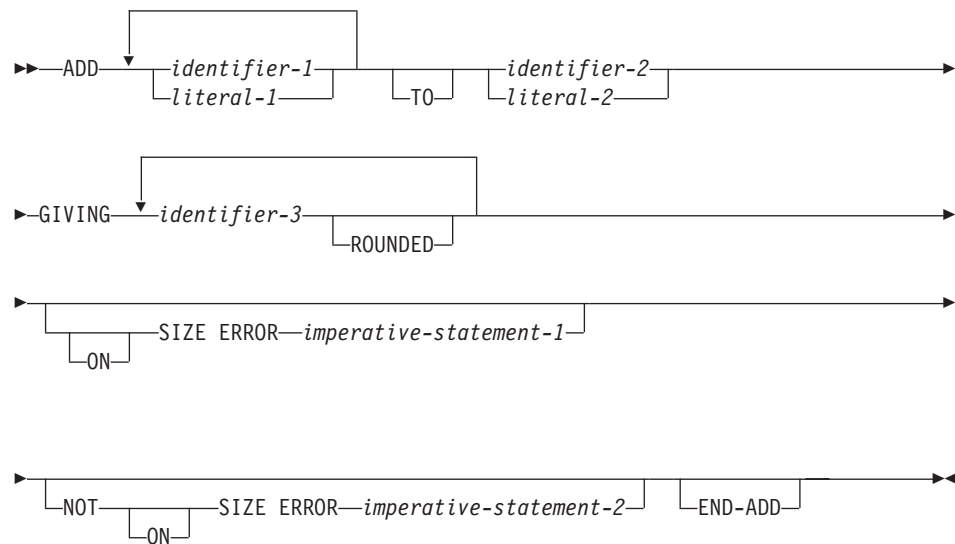 ADD identifier-1 TO identifier-2
literal-1 literal-2
GIVING identifier-3 ROUNDED
SIZE ERROR imperative-statement-1
ON
NOT SIZE ERROR imperative-statement-2 END-ADD
ON